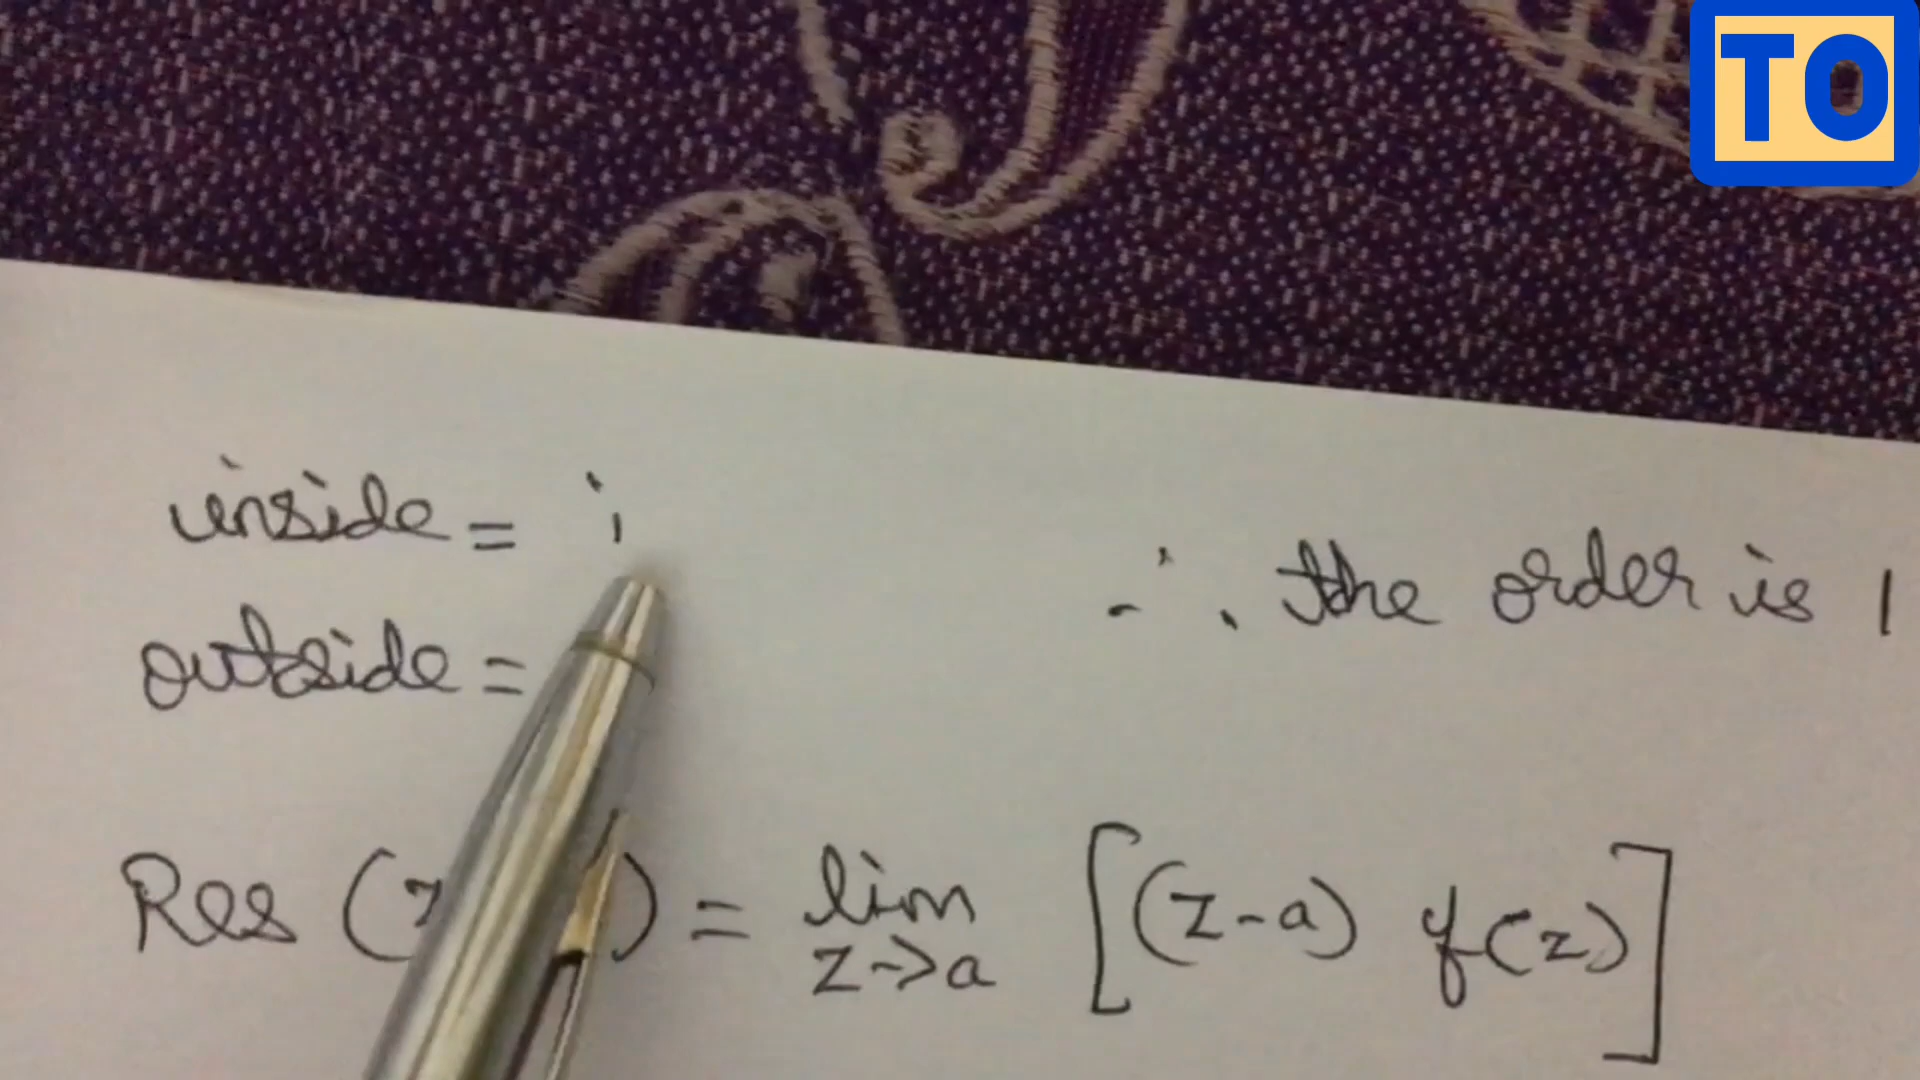 TO
inside = i
∴ the order is 1
outside =
Res (z ) = lim [(z-a) f(z)]
z->a